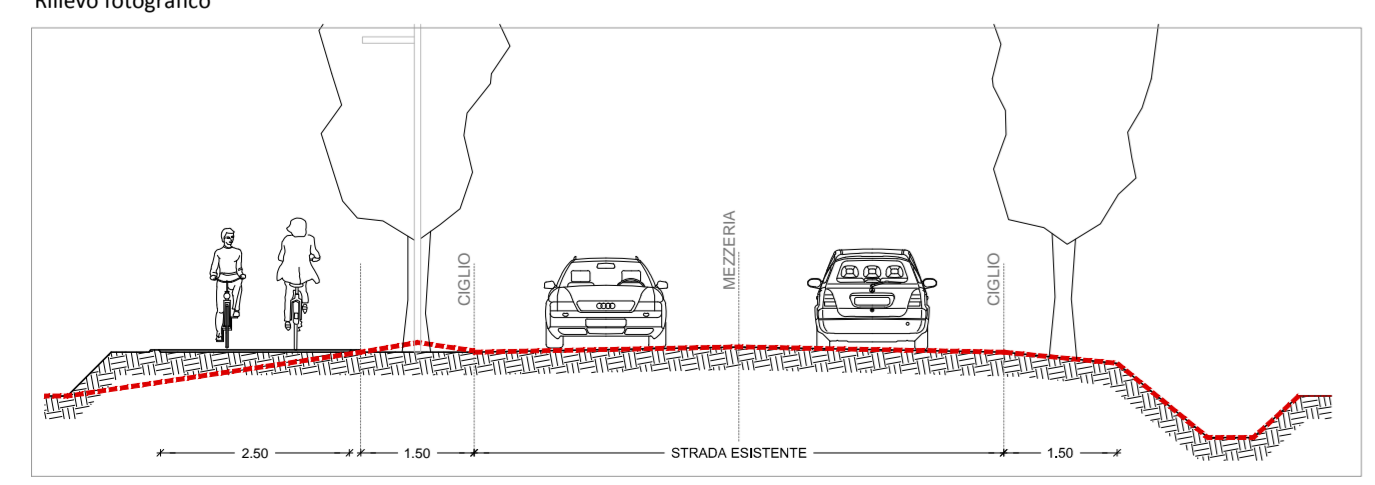 Rilievo fotografico
CIGLIO
MEZZERIA
CIGLIO
2.50
1.50
STRADA ESISTENTE
1.50